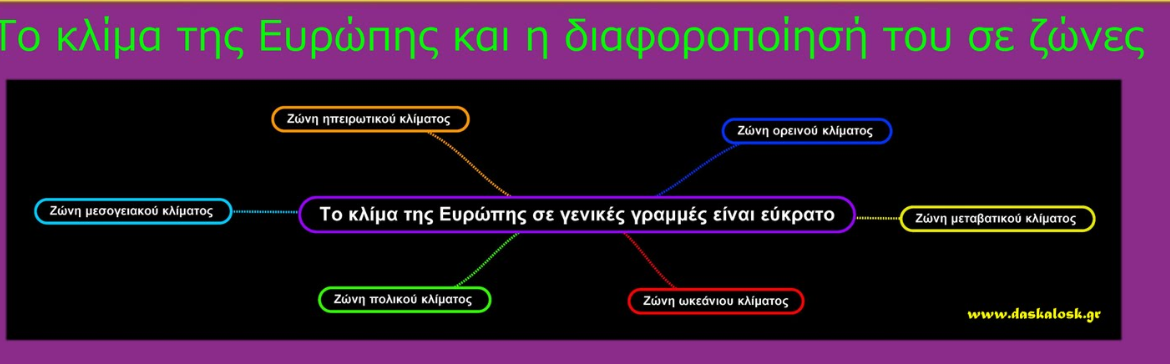 Το κλίμα της Ευρώπης και η διαφοροποίησή του σε ζώνες
Ζώνη ηπειρωτικού κλίματος
Ζώνη ορεινού κλίματος
Ζώνη μεσογειακού κλίματος
Το κλίμα της Ευρώπης σε γενικές γραμμές είναι εύκρατο
Ζώνη μεταβατικού κλίματος
Ζώνη πολικού κλίματος
Ζώνη ωκεάνιου κλίματος
www.daskalosk.gr